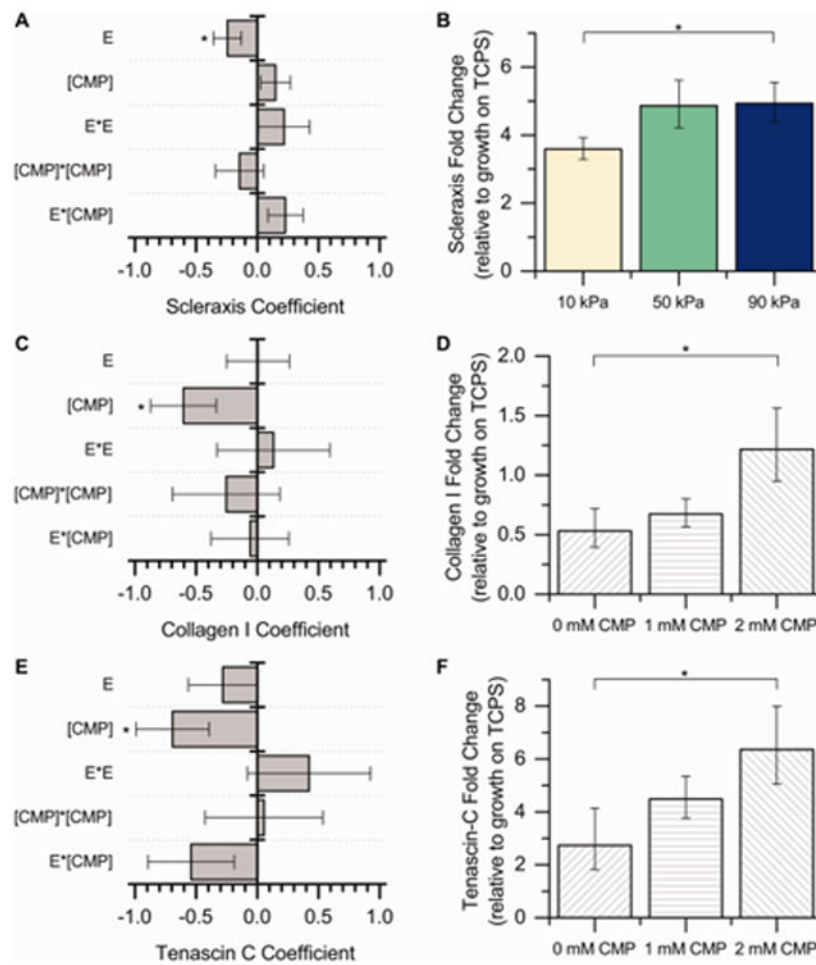 A
E
*
[CMP]
E*E
[CMP]*[CMP]
E*[CMP]
-1.0 -0.5 0.0 0.5 1.0
Scleraxis Coefficient
B
*
Scleraxis Fold Change
(relative to growth on TCPS)
6
4
2
0
10 kPa 50 kPa 90 kPa
C
E
[CMP]
*
E*E
[CMP]*[CMP]
E*[CMP]
-1.0 -0.5 0.0 0.5 1.0
Collagen I Coefficient
D
*
Collagen I Fold Change
(relative to growth on TCPS)
2.0
1.5
1.0
0.5
0.0
0 mM CMP 1 mM CMP 2 mM CMP
E
E
[CMP]
*
E*E
[CMP]*[CMP]
E*[CMP]
-1.0 -0.5 0.0 0.5 1.0
Tenascin C Coefficient
F
*
Tenascin-C Fold Change
(relative to growth on TCPS)
8
6
4
2
0
0 mM CMP 1 mM CMP 2 mM CMP